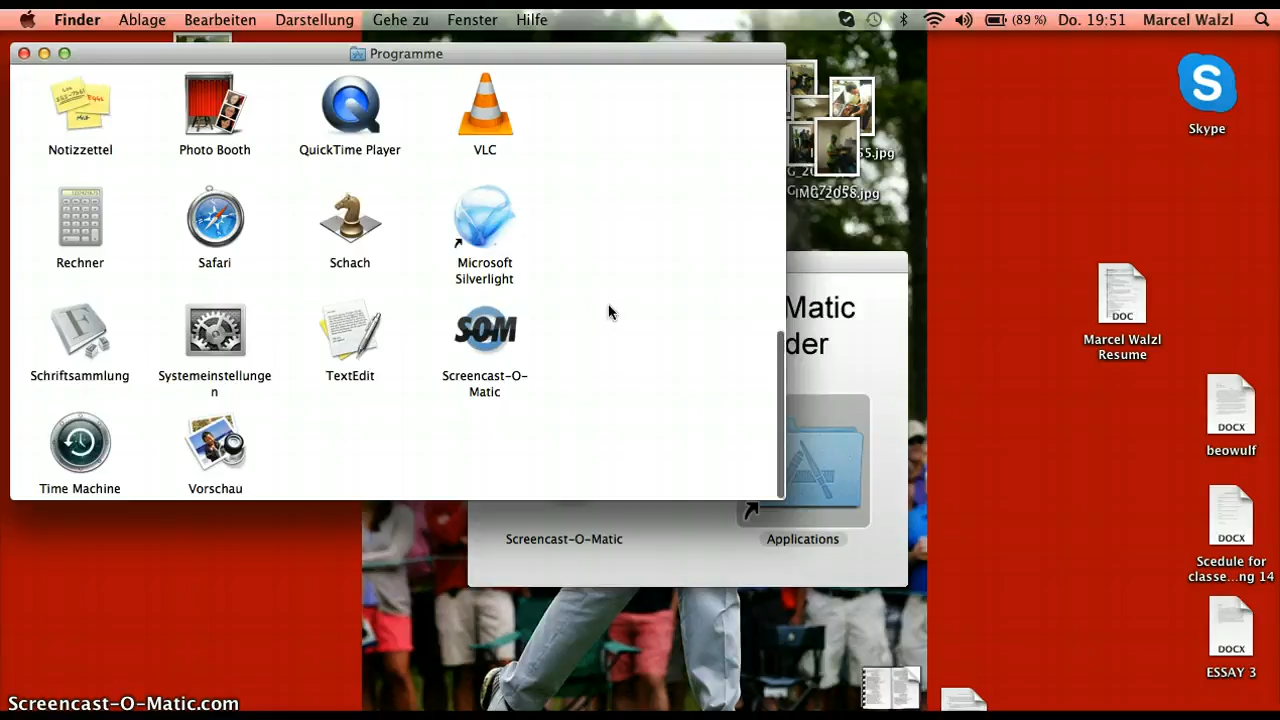 Finder Ablage Bearbeiten Darstellung Gehe zu Fenster Hilfe (89 %) Do. 19:51 Marcel Walzl
Programme
Notizzettel Photo Booth QuickTime Player VLC
Rechner Safari Schach Microsoft
Silverlight
Schriftsammlung Systemeinstellunge
n TextEdit SOM Screencast-O-
Matic
Time Machine Vorschau
55.jpg
IMG_2058.jpg
Matic
der
Screencast-O-Matic Applications
S
Skype
DOC
Marcel Walzl
Resume
DOCX
beowulf
DOCX
Scedule for
classe...ng 14
DOCX
ESSAY 3
Screencast-O-Matic.com